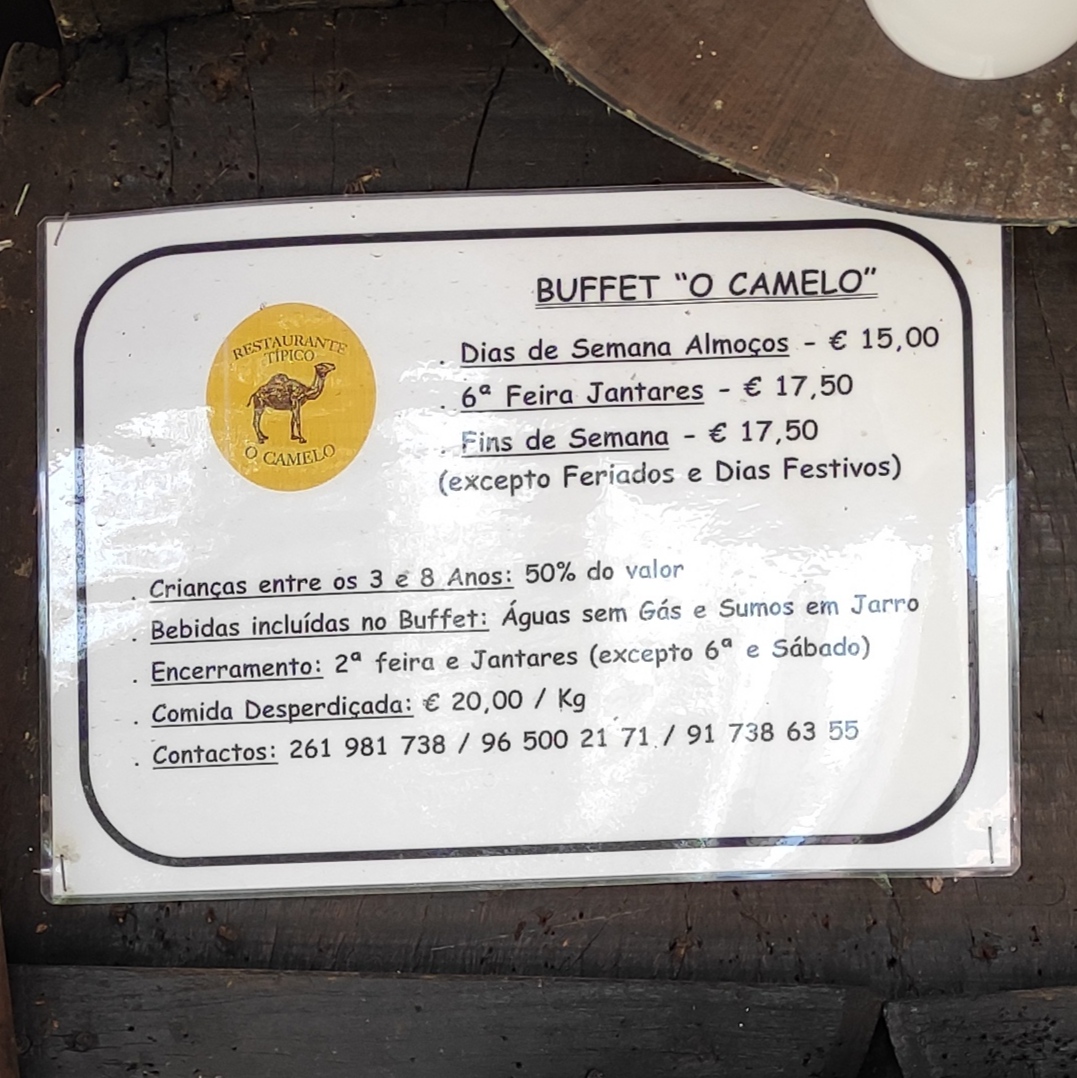 BUFFET "O CAMELO"
RESTAURANTE
TÍPICO
O CAMELO
. Dias de Semana Almoços - € 15,00
. 6ª Feira Jantares - € 17,50
. Fins de Semana - € 17,50
(excepto Feriados e Dias Festivos)
. Crianças entre os 3 e 8 Anos: 50% do valor
. Bebidas incluídas no Buffet: Águas sem Gás e Sumos em Jarro
. Encerramento: 2ª feira e Jantares (excepto 6ª e Sábado)
. Comida Desperdiçada: € 20,00 / Kg
. Contactos: 261 981 738 / 96 500 21 71 / 91 738 63 55